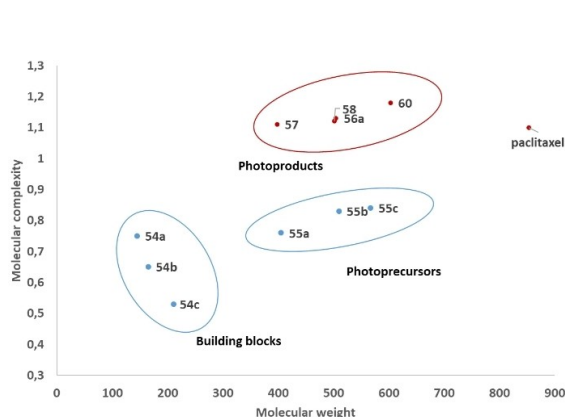 1,3
1,2
1,1
1
0,9
0,8
0,7
0,6
0,5
0,4
0,3
Molecular complexity
57
58
56a
60
paclitaxel
Photoproducts
55a
55b
55c
Photoprecursors
54a
54b
54c
Building blocks
0 100 200 300 400 500 600 700 800 900
Molecular weight